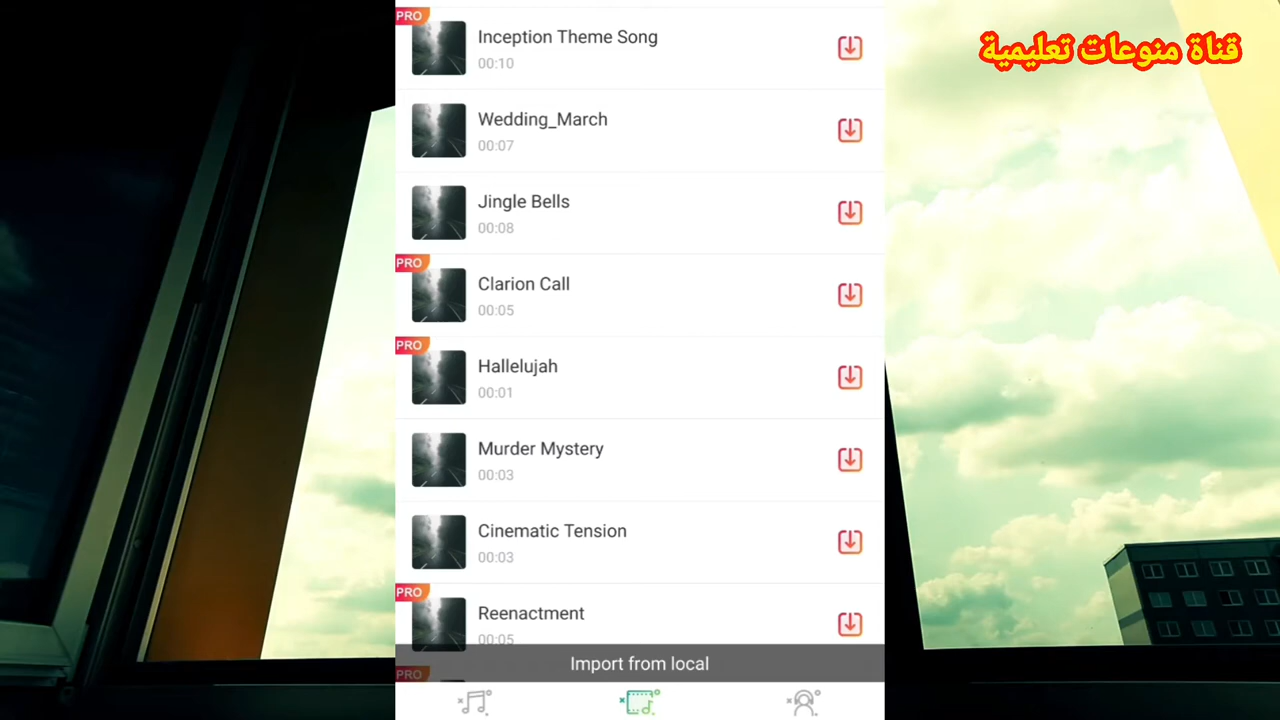 قناة منوعات تعليمية
PRO
Inception Theme Song
00:10
Wedding_March
00:07
Jingle Bells
00:08
PRO
Clarion Call
00:05
PRO
Hallelujah
00:01
Murder Mystery
00:03
Cinematic Tension
00:03
PRO
Reenactment
00:05
Import from local
PRO